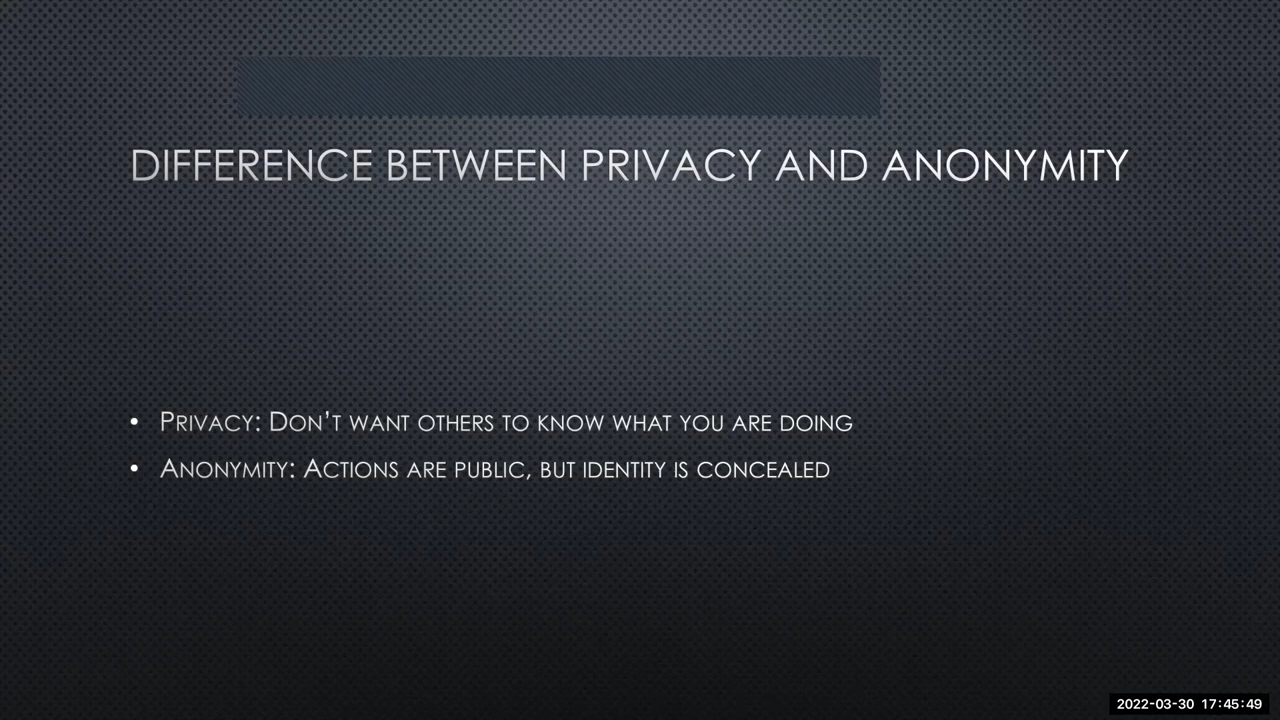 DIFFERENCE BETWEEN PRIVACY AND ANONYMITY
• PRIVACY: DON'T WANT OTHERS TO KNOW WHAT YOU ARE DOING
• ANONYMITY: ACTIONS ARE PUBLIC, BUT IDENTITY IS CONCEALED
2022-03-30 17:45:49